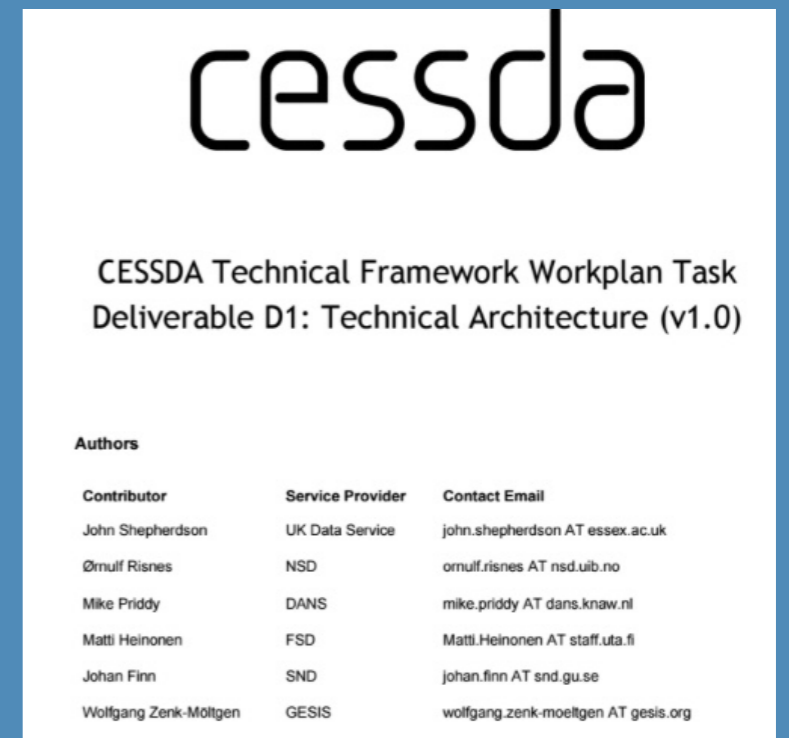 cessda
CESSDA Technical Framework Workplan Task
Deliverable D1: Technical Architecture (v1.0)
Authors
Contributor Service Provider Contact Email
John Shepherdson UK Data Service john.shepherdson AT essex.ac.uk
Ørnulf Risnes NSD ornulf.risnes AT nsd.uib.no
Mike Priddy DANS mike.priddy AT dans.knaw.nl
Matti Heinonen FSD Matti.Heinonen AT staff.uta.fi
Johan Finn SND johan.finn AT snd.gu.se
Wolfgang Zenk-Möltgen GESIS wolfgang.zenk-moeltgen AT gesis.org